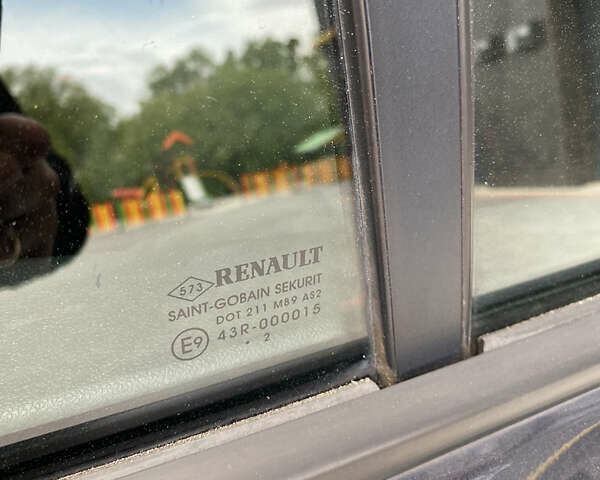 573 RENAULT
SAINT-GOBAIN SEKURIT
DOT 211 M89 AS2
E9 43R-000015
. 2